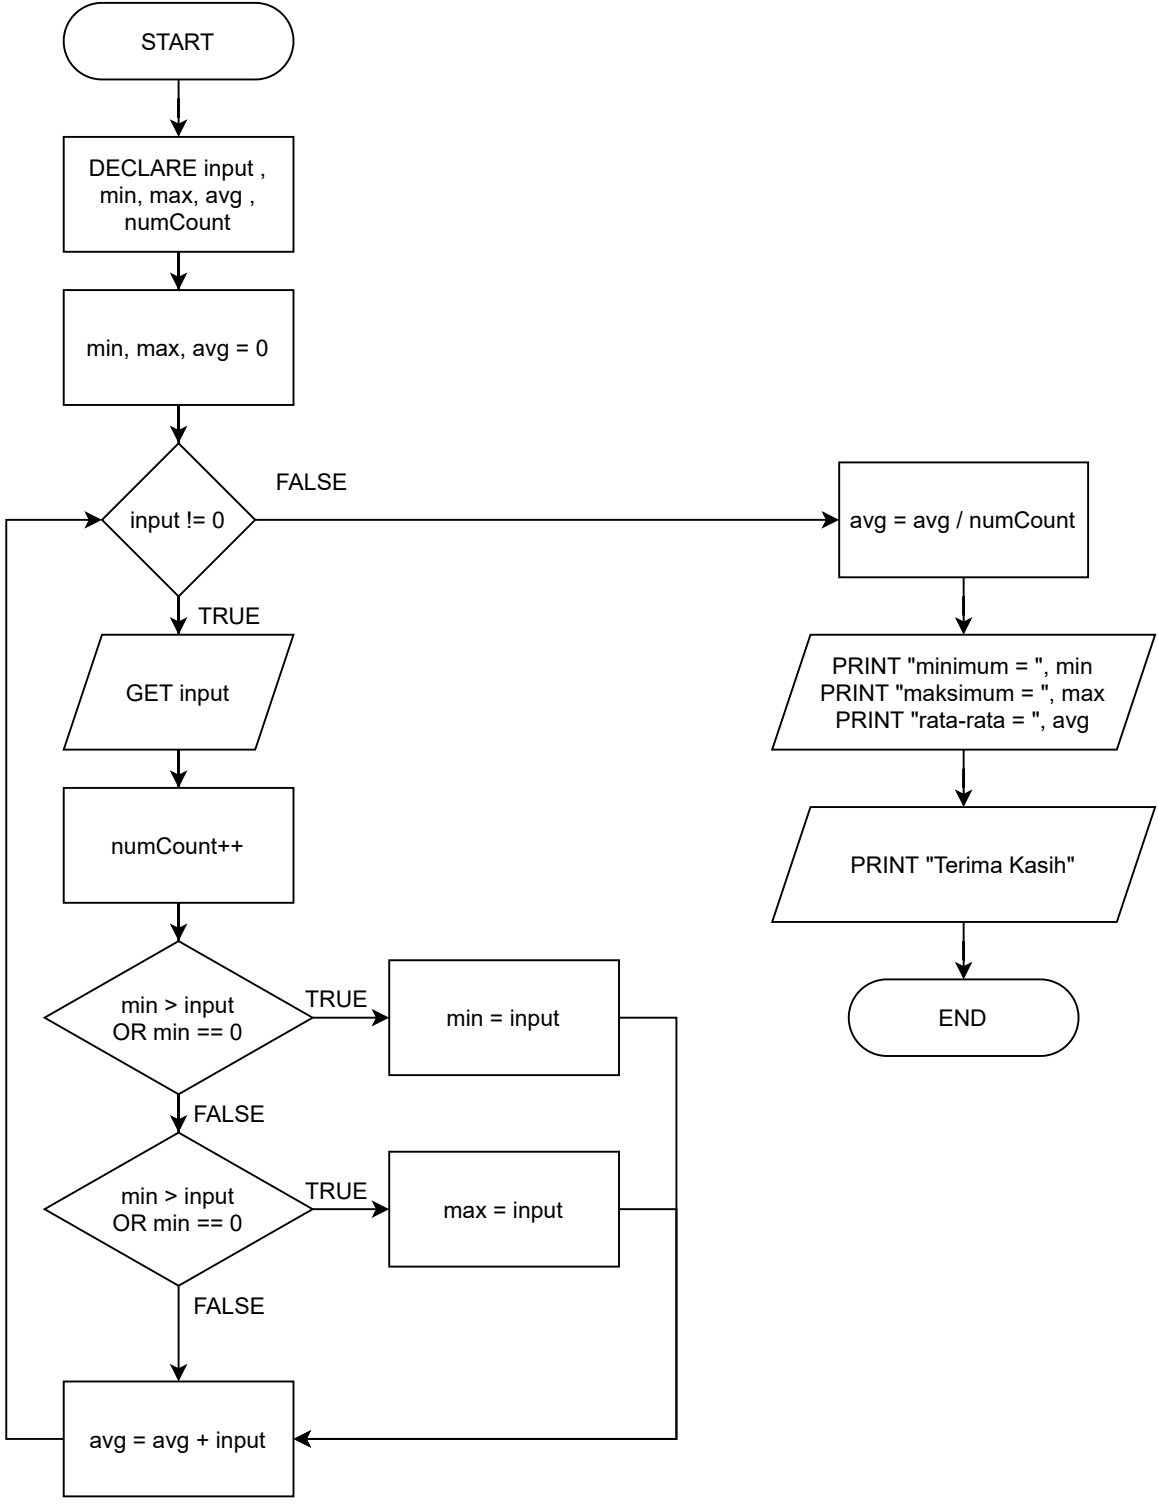 START
DECLARE input ,
min, max, avg ,
numCount
min, max, avg = 0
input != 0
FALSE
TRUE
GET input
numCount++
min > input
OR min == 0
TRUE
min = input
FALSE
min > input
OR min == 0
TRUE
max = input
FALSE
avg = avg + input
avg = avg / numCount
PRINT "minimum = ", min
PRINT "maksimum = ", max
PRINT "rata-rata = ", avg
PRINT "Terima Kasih"
END